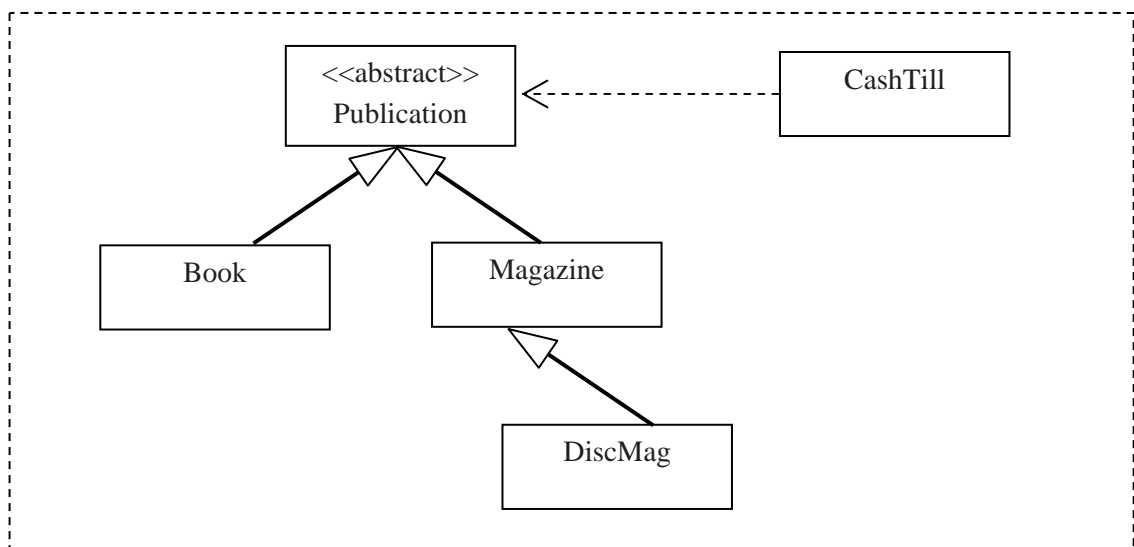 <<abstract>>
Publication
CashTill
Book
Magazine
DiscMag